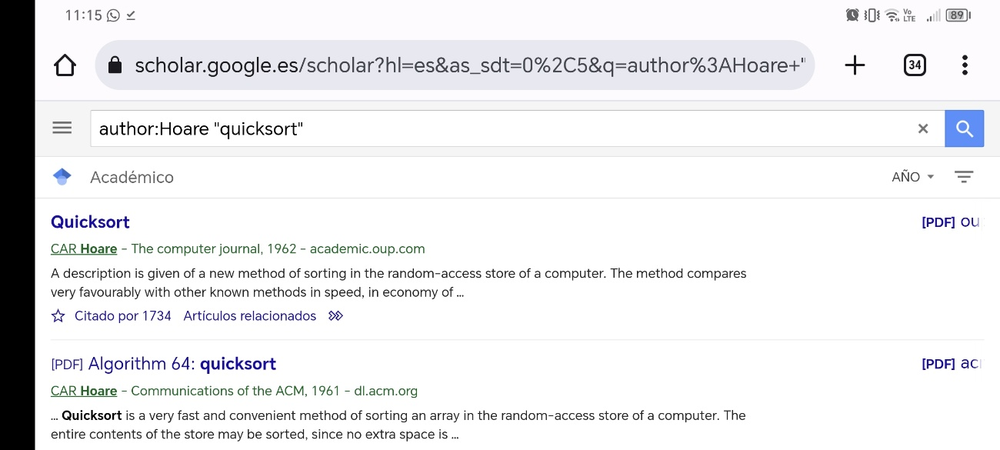 11:15
Vo LTE
89
scholar.google.es/scholar?hl=es&as_sdt=0%2C5&q=author%3AHoare+"
34
author:Hoare "quicksort"
Académico
AÑO
Quicksort
[PDF] ou
CAR Hoare - The computer journal, 1962 - academic.oup.com
A description is given of a new method of sorting in the random-access store of a computer. The method compares
very favourably with other known methods in speed, in economy of ...
Citado por 1734 Artículos relacionados
[PDF] Algorithm 64: quicksort
[PDF] ac
CAR Hoare - Communications of the ACM, 1961 - dl.acm.org
... Quicksort is a very fast and convenient method of sorting an array in the random-access store of a computer. The
entire contents of the store may be sorted, since no extra space is ...